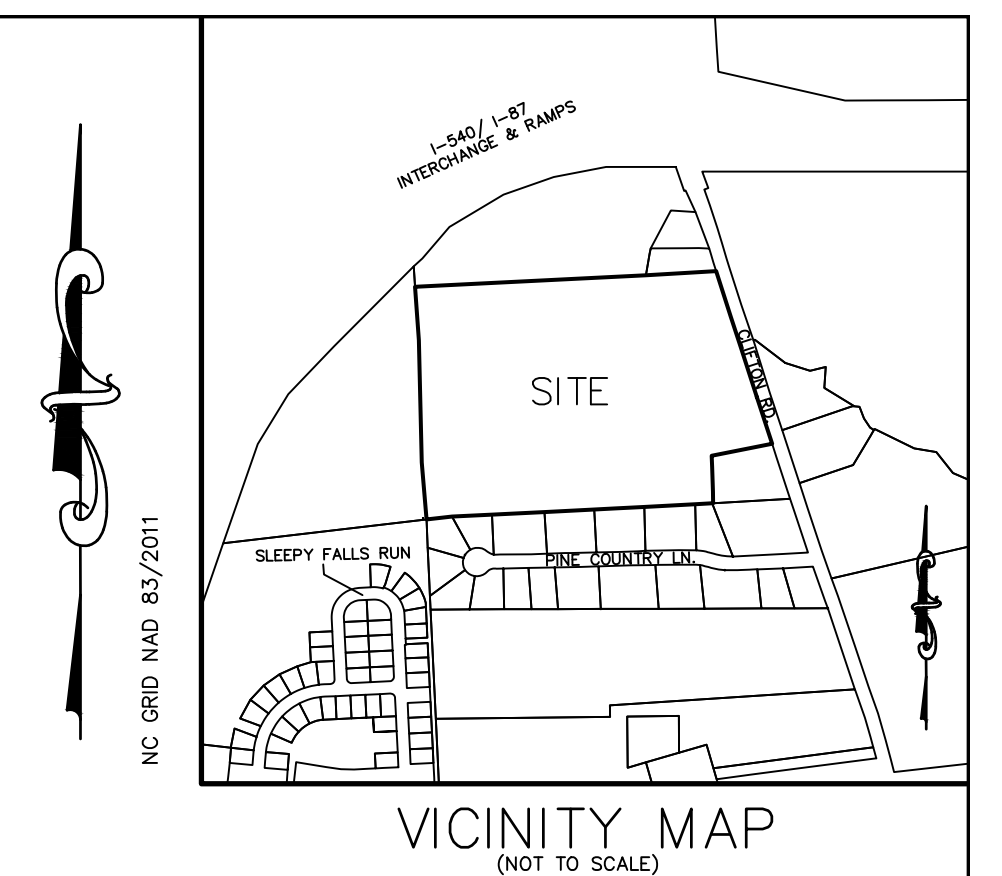 I-540/ I-87
INTERCHANGE & RAMPS
CLIFTON RD.
SITE
SLEEPY FALLS RUN
PINE COUNTRY LN.
NC GRID NAD 83/2011
VICINITY MAP
(NOT TO SCALE)